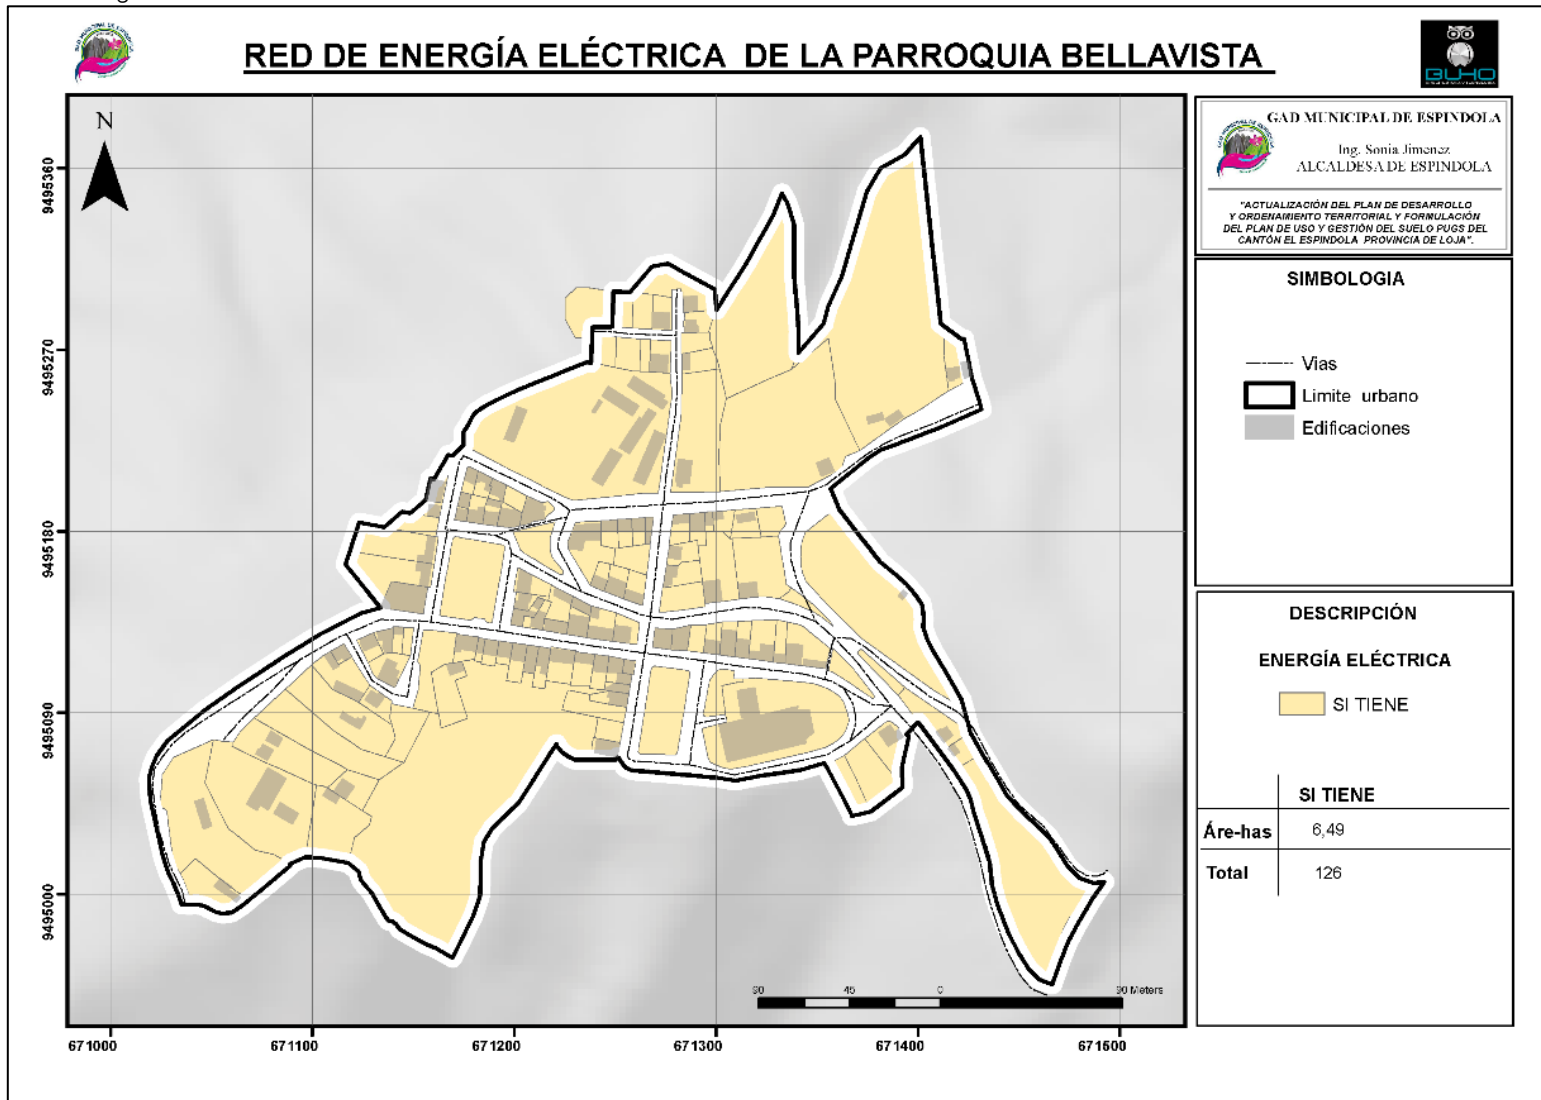 RED DE ENERGÍA ELÉCTRICA DE LA PARROQUIA BELLAVISTA
BUHO
GAD MUNICIPAL DE ESPINDOLA
Ing. Sonia Jimenez
ALCALDESA DE ESPINDOLA
"ACTUALIZACIÓN DEL PLAN DE DESARROLLO
Y ORDENAMIENTO TERRITORIAL Y FORMULACIÓN
DEL PLAN DE USO Y GESTIÓN DEL SUELO PUGS DEL
CANTÓN EL ESPINDOLA PROVINCIA DE LOJA".
SIMBOLOGIA
Vias
Limite urbano
Edificaciones
DESCRIPCIÓN
ENERGÍA ELÉCTRICA
SI TIENE
SI TIENE
Áre-has 6,49
Total 126
N
9495360
9495270
9495180
9495090
9495000
90 45 0 90 Meters
671000 671100 671200 671300 671400 671500